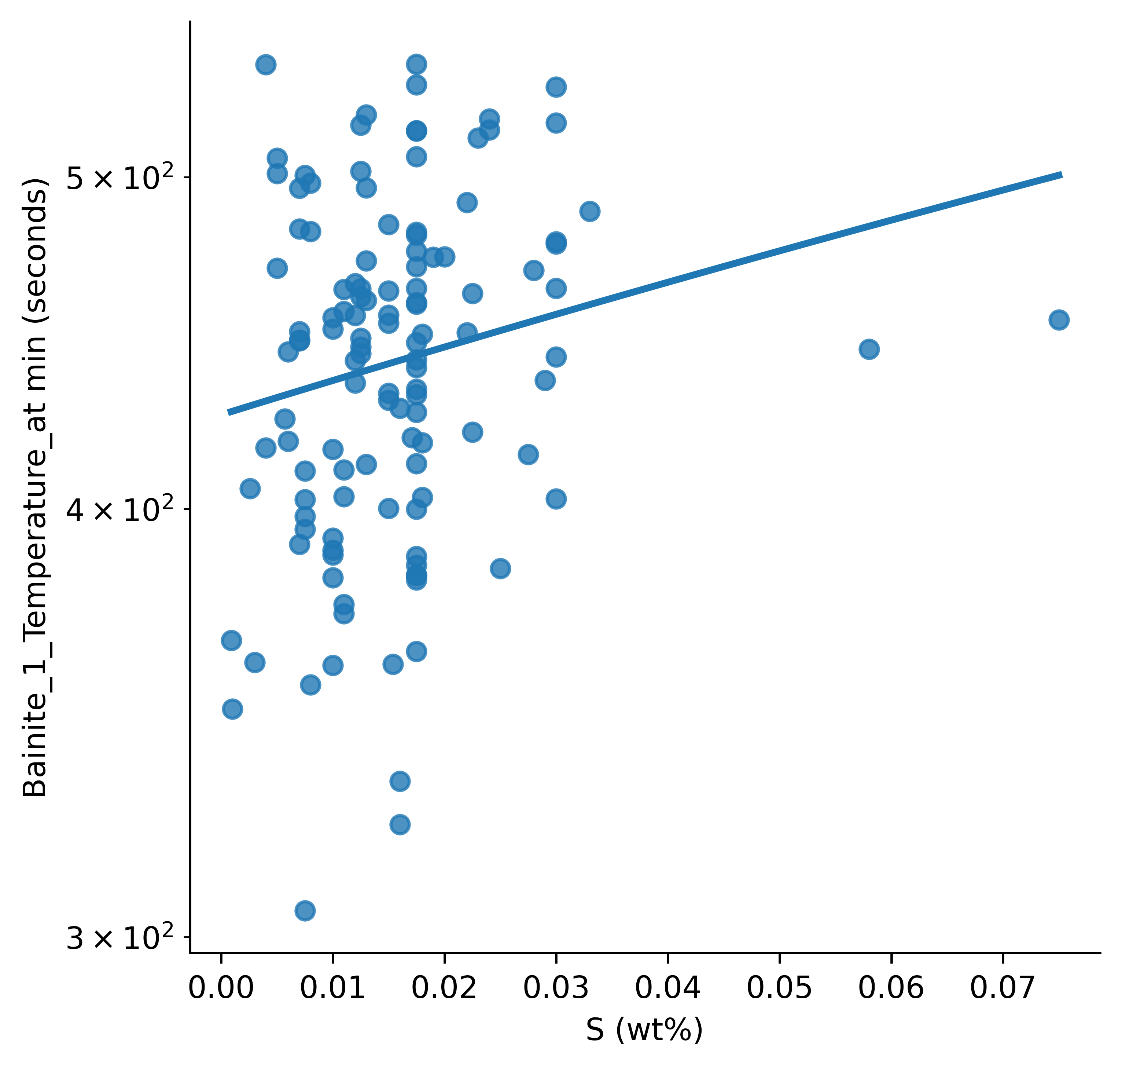 Bainite_1_Temperature_at min (seconds)
5 × 10²
4 × 10²
3 × 10²
0.00 0.01 0.02 0.03 0.04 0.05 0.06 0.07
S (wt%)